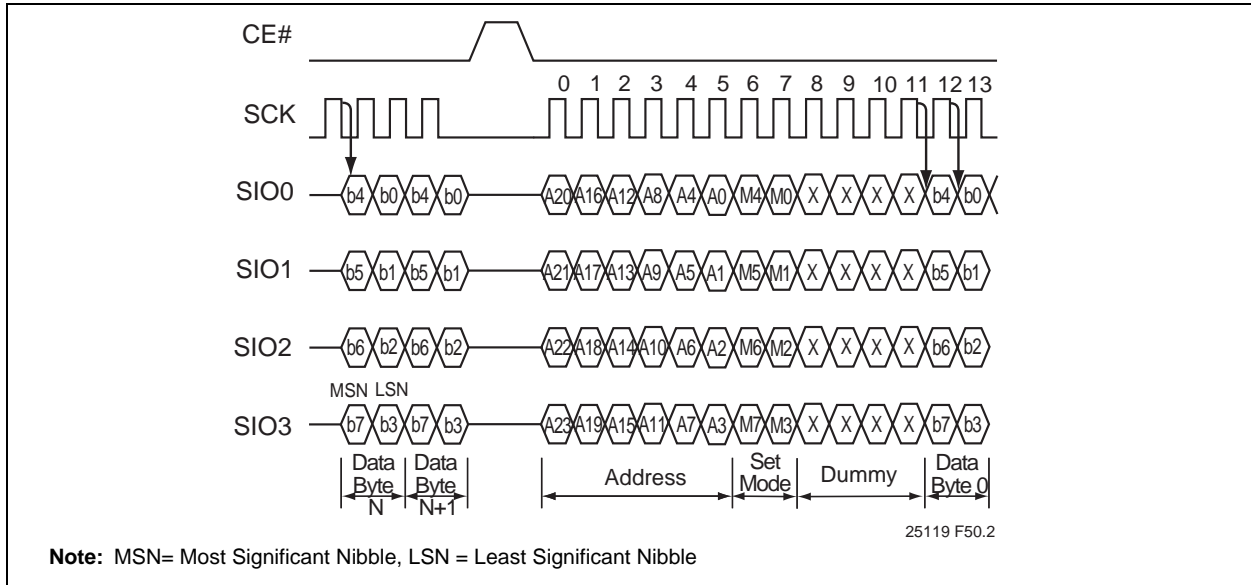 CE#
0 1 2 3 4 5 6 7 8 9 10 11 12 13
SCK
SIO0 b4 b0 b4 b0 A20 A16 A12 A8 A4 A0 M4 M0 X X X X b4 b0
SIO1 b5 b1 b5 b1 A21 A17 A13 A9 A5 A1 M5 M1 X X X X b5 b1
SIO2 b6 b2 b6 b2 A22 A18 A14 A10 A6 A2 M6 M2 X X X X b6 b2
MSN LSN
SIO3 b7 b3 b7 b3 A23 A19 A15 A11 A7 A3 M7 M3 X X X X b7 b3
Data Data Set Data
Byte Byte Address Mode Dummy Byte 0
N N+1
25119 F50.2
Note: MSN= Most Significant Nibble, LSN = Least Significant Nibble